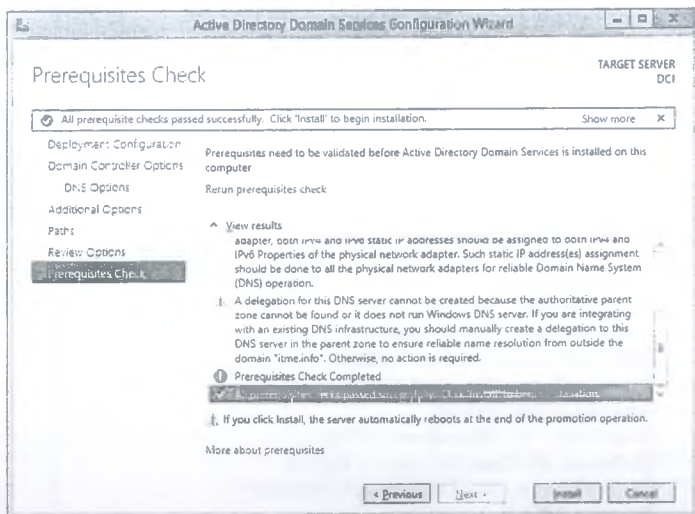 Active Directory Domain Services Configuration Wizard
Prerequisites Check
TARGET SERVER
DCI
All prerequisite checks passed successfully. Click 'Install' to begin installation.
Show more
Deployment Configuration
Domain Controller Options
DNS Options
Additional Options
Paths
Review Options
Prerequisites Check
Prerequisites need to be validated before Active Directory Domain Services is installed on this
computer
Rerun prerequisites check
View results
adapter, both IPv4 and IPv6 static IP addresses should be assigned to both IPv4 and
IPv6 Properties of the physical network adapter. Such static IP address(es) assignment
should be done to all the physical network adapters for reliable Domain Name System
(DNS) operation.
A delegation for this DNS server cannot be created because the authoritative parent
zone cannot be found or it does not run Windows DNS server. If you are integrating
with an existing DNS infrastructure, you should manually create a delegation to this
DNS server in the parent zone to ensure reliable name resolution from outside the
domain "itme.info". Otherwise, no action is required.
Prerequisites Check Completed
All passed Click Install to
If you click Install, the server automatically reboots at the end of the promotion operation.
More about prerequisites
< Previous
Next >
Install
Cancel